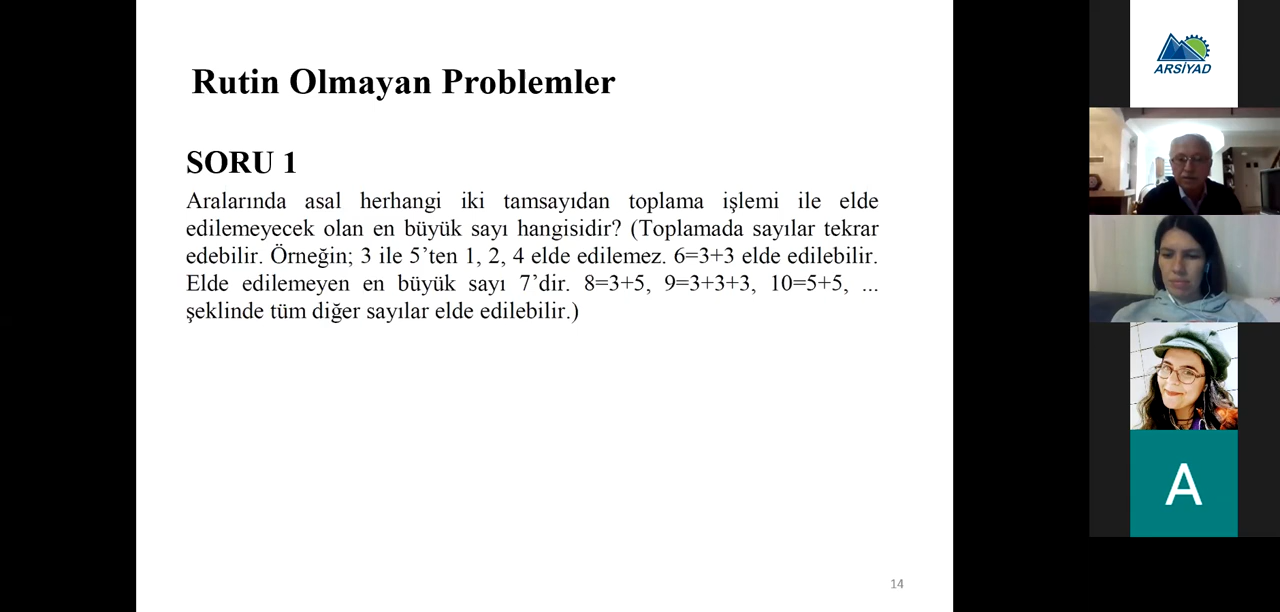 Rutin Olmayan Problemler
SORU 1
Aralarında asal herhangi iki tamsayıdan toplama işlemi ile elde
edilemeyecek olan en büyük sayı hangisidir? (Toplamada sayılar tekrar
edebilir. Örneğin; 3 ile 5’ten 1, 2, 4 elde edilemez. 6=3+3 elde edilebilir.
Elde edilemeyen en büyük sayı 7’dir. 8=3+5, 9=3+3+3, 10=5+5, ...
şeklinde tüm diğer sayılar elde edilebilir.)
14
ARSİYAD
A